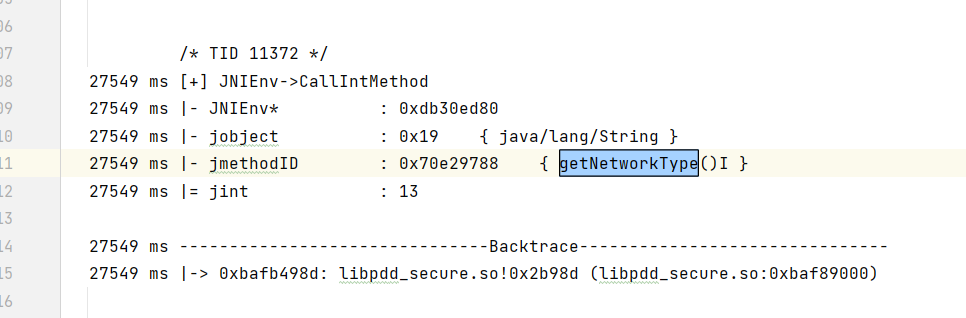 05
06
07 /* TID 11372 */
08 27549 ms [+] JNIEnv->CallIntMethod
09 27549 ms |- JNIEnv* : 0xdb30ed80
10 27549 ms |- jobject : 0x19 { java/lang/String }
11 27549 ms |- jmethodID : 0x70e29788 { getNetworkType()I }
12 27549 ms |= jint : 13
13
14 27549 ms -------------------------------Backtrace-------------------------------
15 27549 ms |-> 0xbafb498d: libpdd_secure.so!0x2b98d (libpdd_secure.so:0xbaf89000)
16